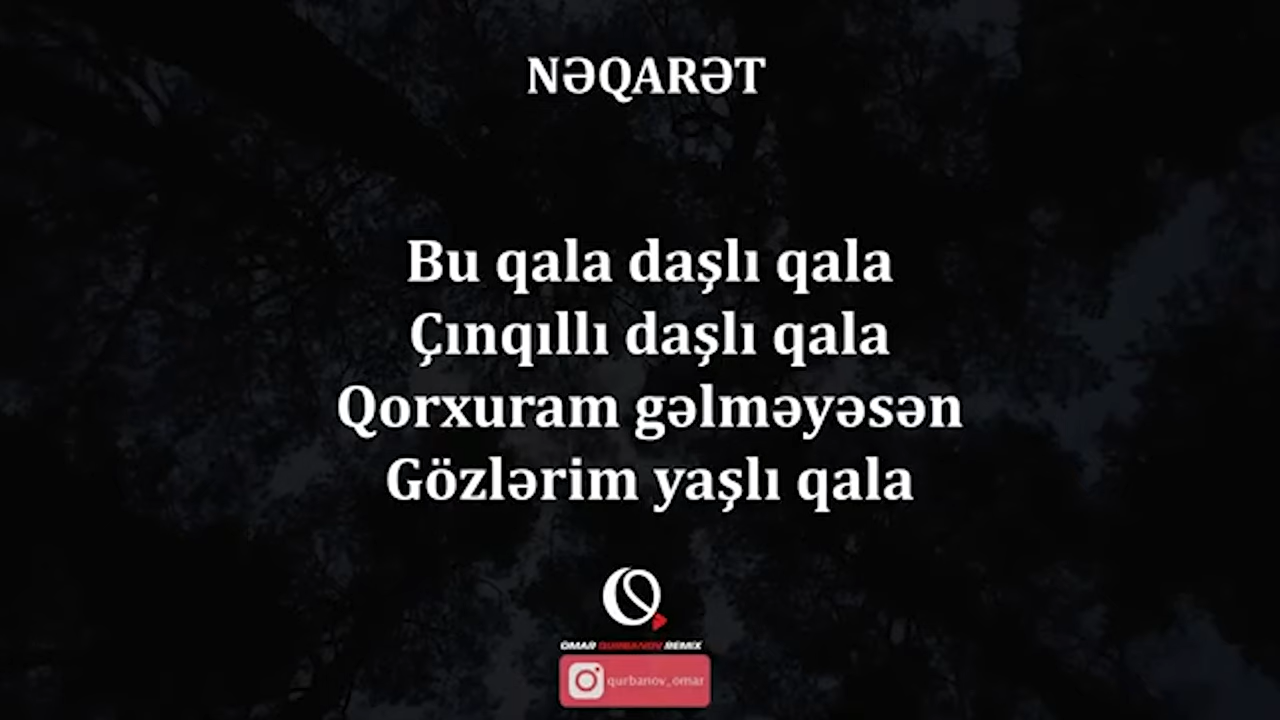 NƏQARƏT
Bu qala daşlı qala
Çınqıllı daşlı qala
Qorxuram gəlməyəsən
Gözlərim yaşlı qala
OMAR QURBANOV REMIX
qurbanov_omar